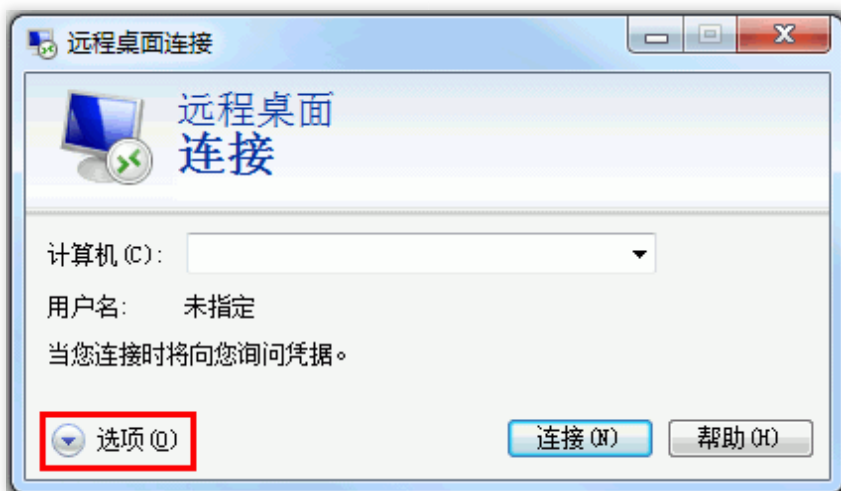 远程桌面连接
远程桌面
连接
计算机(C):
用户名: 未指定
当您连接时将向您询问凭据。
选项(O) 连接(N) 帮助(H)